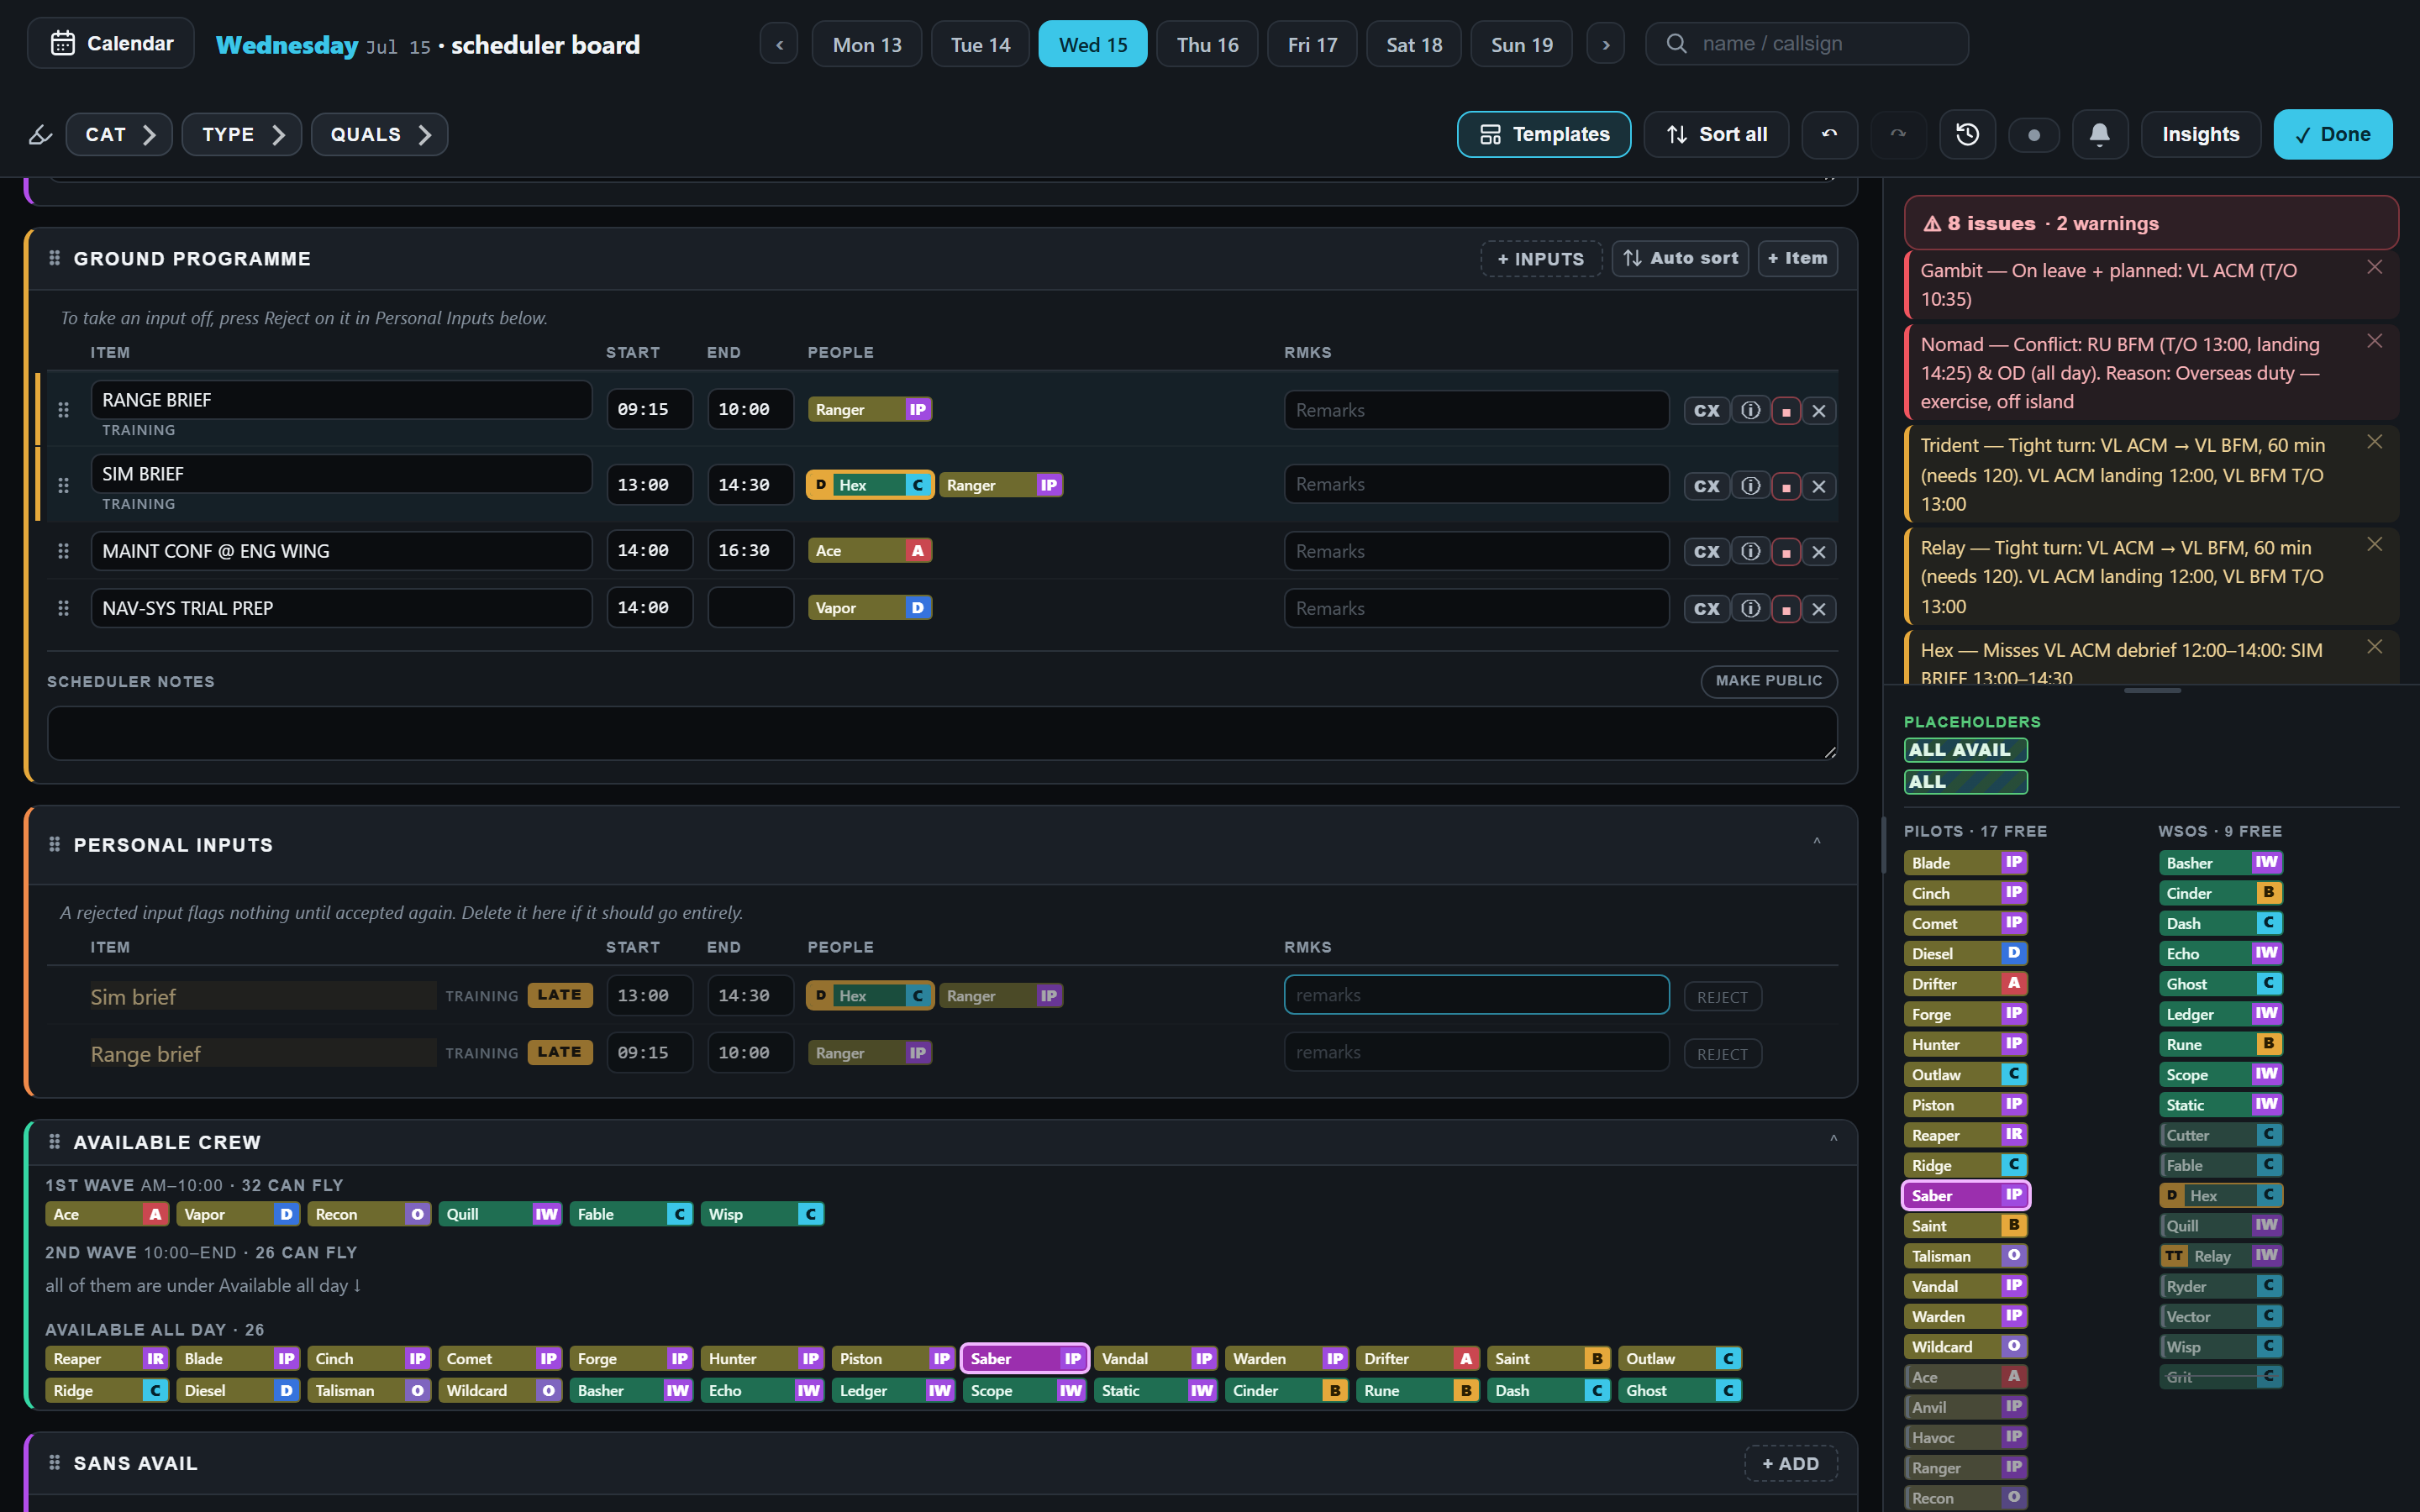 Calendar
Wednesday Jul 15 · scheduler board
‹ Mon 13 Tue 14 Wed 15 Thu 16 Fri 17 Sat 18 Sun 19 ›
name / callsign
CAT TYPE QUALS
Templates Sort all Insights ✓ Done
GROUND PROGRAMME
+ INPUTS Auto sort + Item
To take an input off, press Reject on it in Personal Inputs below.
ITEM START END PEOPLE RMKS
RANGE BRIEF 09:15 10:00 Ranger IP Remarks CX
TRAINING
SIM BRIEF 13:00 14:30 D Hex C Ranger IP Remarks CX
TRAINING
MAINT CONF @ ENG WING 14:00 16:30 Ace A Remarks CX
NAV-SYS TRIAL PREP 14:00 Vapor D Remarks CX
SCHEDULER NOTES MAKE PUBLIC
PERSONAL INPUTS
A rejected input flags nothing until accepted again. Delete it here if it should go entirely.
ITEM START END PEOPLE RMKS
Sim brief TRAINING LATE 13:00 14:30 D Hex C Ranger IP remarks REJECT
Range brief TRAINING LATE 09:15 10:00 Ranger IP remarks REJECT
AVAILABLE CREW
1ST WAVE AM–10:00 · 32 CAN FLY
Ace A Vapor D Recon O Quill IW Fable C Wisp C
2ND WAVE 10:00–END · 26 CAN FLY
all of them are under Available all day ↓
AVAILABLE ALL DAY · 26
Reaper IR Blade IP Cinch IP Comet IP Forge IP Hunter IP Piston IP Saber IP Vandal IP Warden IP Drifter A Saint B Outlaw C
Ridge C Diesel D Talisman O Wildcard O Basher IW Echo IW Ledger IW Scope IW Static IW Cinder B Rune B Dash C Ghost C
SANS AVAIL
+ ADD
⚠ 8 issues · 2 warnings
Gambit — On leave + planned: VL ACM (T/O
10:35)
Nomad — Conflict: RU BFM (T/O 13:00, landing
14:25) & OD (all day). Reason: Overseas duty —
exercise, off island
Trident — Tight turn: VL ACM → VL BFM, 60 min
(needs 120). VL ACM landing 12:00, VL BFM T/O
13:00
Relay — Tight turn: VL ACM → VL BFM, 60 min
(needs 120). VL ACM landing 12:00, VL BFM T/O
13:00
Hex — Misses VL ACM debrief 12:00–14:00: SIM
BRIEF 13:00–14:30
PLACEHOLDERS
ALL AVAIL
ALL
PILOTS · 17 FREE
Blade IP
Cinch IP
Comet IP
Diesel D
Drifter A
Forge IP
Hunter IP
Outlaw C
Piston IP
Reaper IR
Ridge C
Saber IP
Saint B
Talisman O
Vandal IP
Warden IP
Wildcard O
Ace A
Anvil IP
Havoc IP
Ranger IP
Recon O
WSOS · 9 FREE
Basher IW
Cinder B
Dash C
Echo IW
Ghost C
Ledger IW
Rune B
Scope IW
Static IW
Cutter C
Fable C
D Hex C
Quill IW
TT Relay IW
Ryder C
Vector C
Wisp C
Grit C